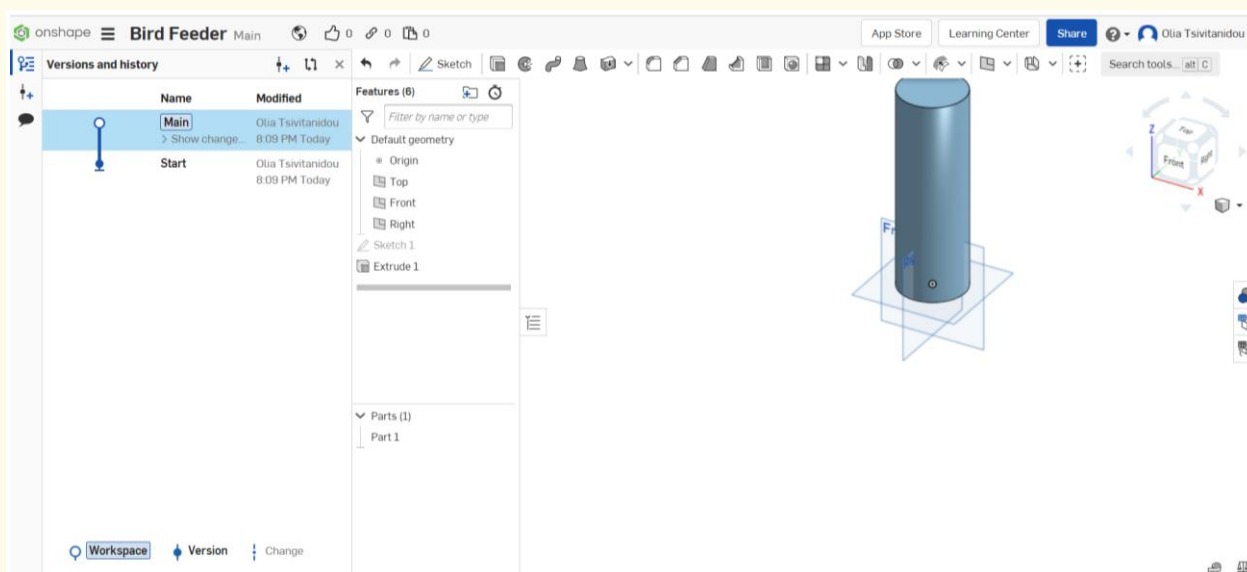 onshape Bird Feeder Main 0 0 0 App Store Learning Center Share Olia Tsivitanidou
Versions and history
Sketch
Search tools... alt C
Name Modified
Main Olia Tsivitanidou
> Show change... 8:09 PM Today
Start Olia Tsivitanidou
8:09 PM Today
Workspace Version Change
Features (6)
Filter by name or type
Default geometry
Origin
Top
Front
Right
Sketch 1
Extrude 1
Parts (1)
Part 1
Z
Top
Front
Right
X